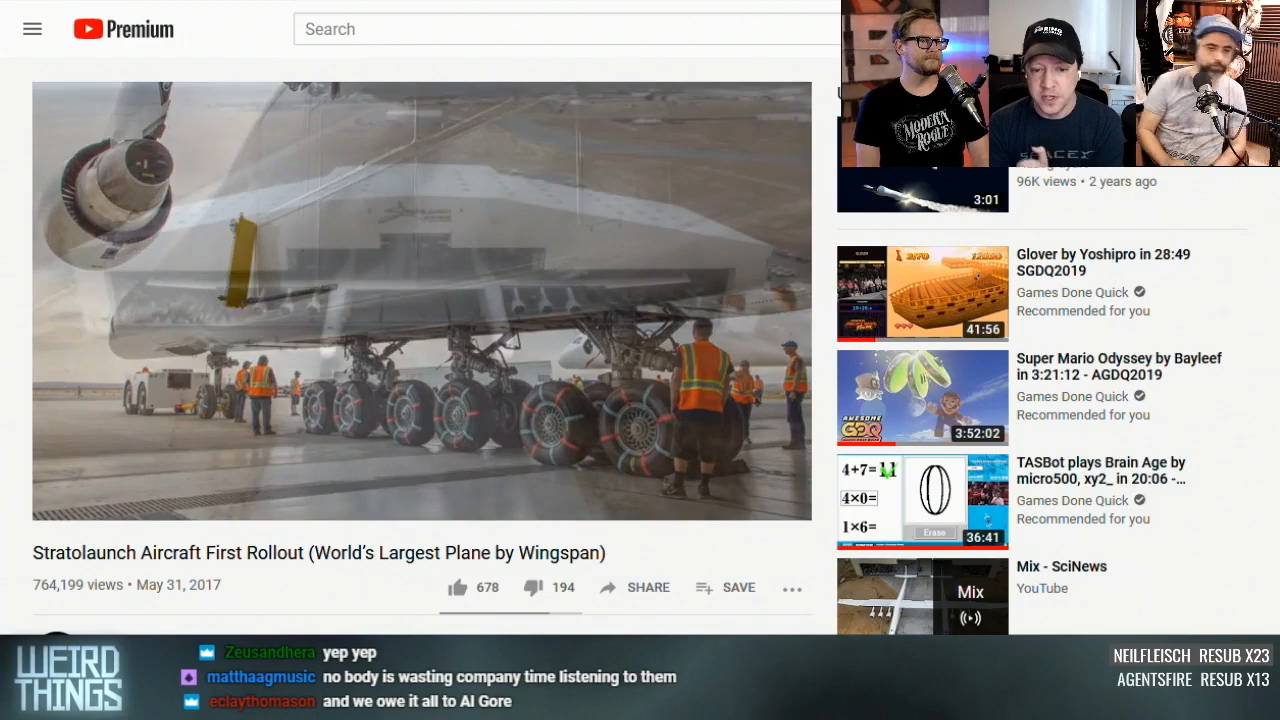 Premium
Search
MODERN
ROGUE
SPACEX
96K views • 2 years ago
3:01
Glover by Yoshipro in 28:49
SGDQ2019
Games Done Quick
Recommended for you
41:56
Super Mario Odyssey by Bayleef
in 3:21:12 - AGDQ2019
Games Done Quick
Recommended for you
AWESOME
GDQ
3:52:02
4+7=11
4×0=
1×6=
Erase
TASBot plays Brain Age by
micro500, xy2_ in 20:06 -...
Games Done Quick
Recommended for you
36:41
Mix - SciNews
YouTube
Mix
Stratolaunch Aircraft First Rollout (World’s Largest Plane by Wingspan)
764,199 views • May 31, 2017
678
194
SHARE
SAVE
WEIRD
THINGS
Zeusandhera yep yep
matthaagmusic no body is wasting company time listening to them
eclaythomason and we owe it all to Al Gore
NEILFLEISCH RESUB X23
AGENTSFIRE RESUB X13